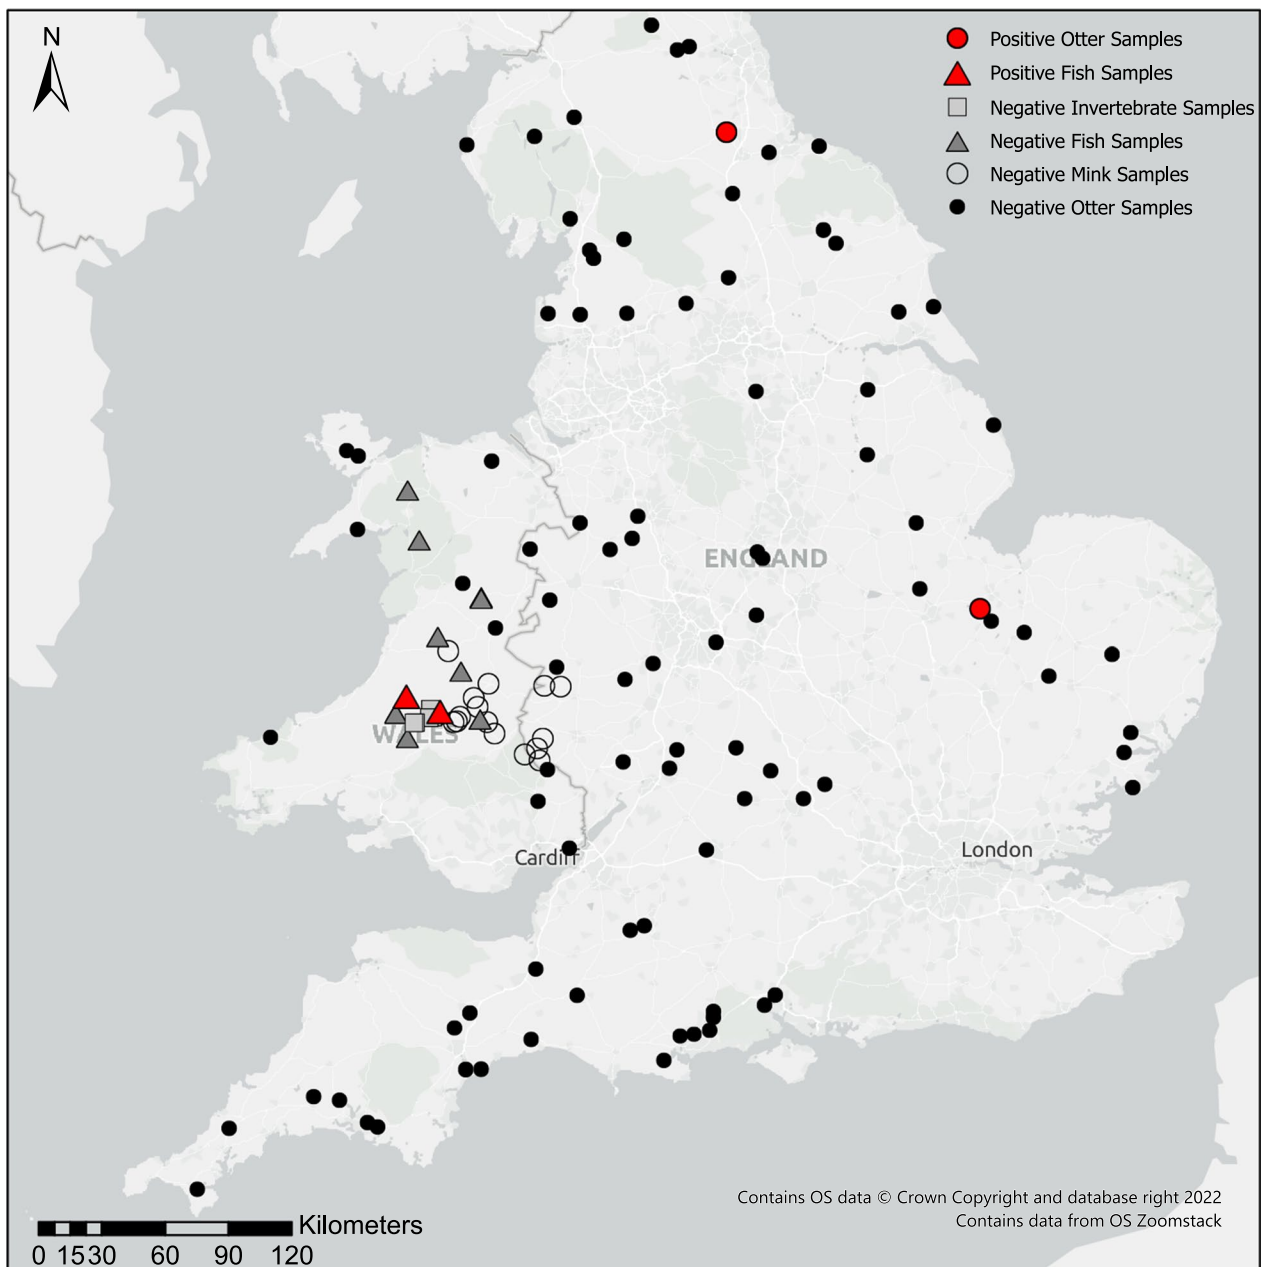 N
Positive Otter Samples
Positive Fish Samples
Negative Invertebrate Samples
Negative Fish Samples
Negative Mink Samples
Negative Otter Samples
ENGLAND
WALES
Cardiff
London
Contains OS data © Crown Copyright and database right 2022
Contains data from OS Zoomstack
Kilometers
0 15 30 60 90 120